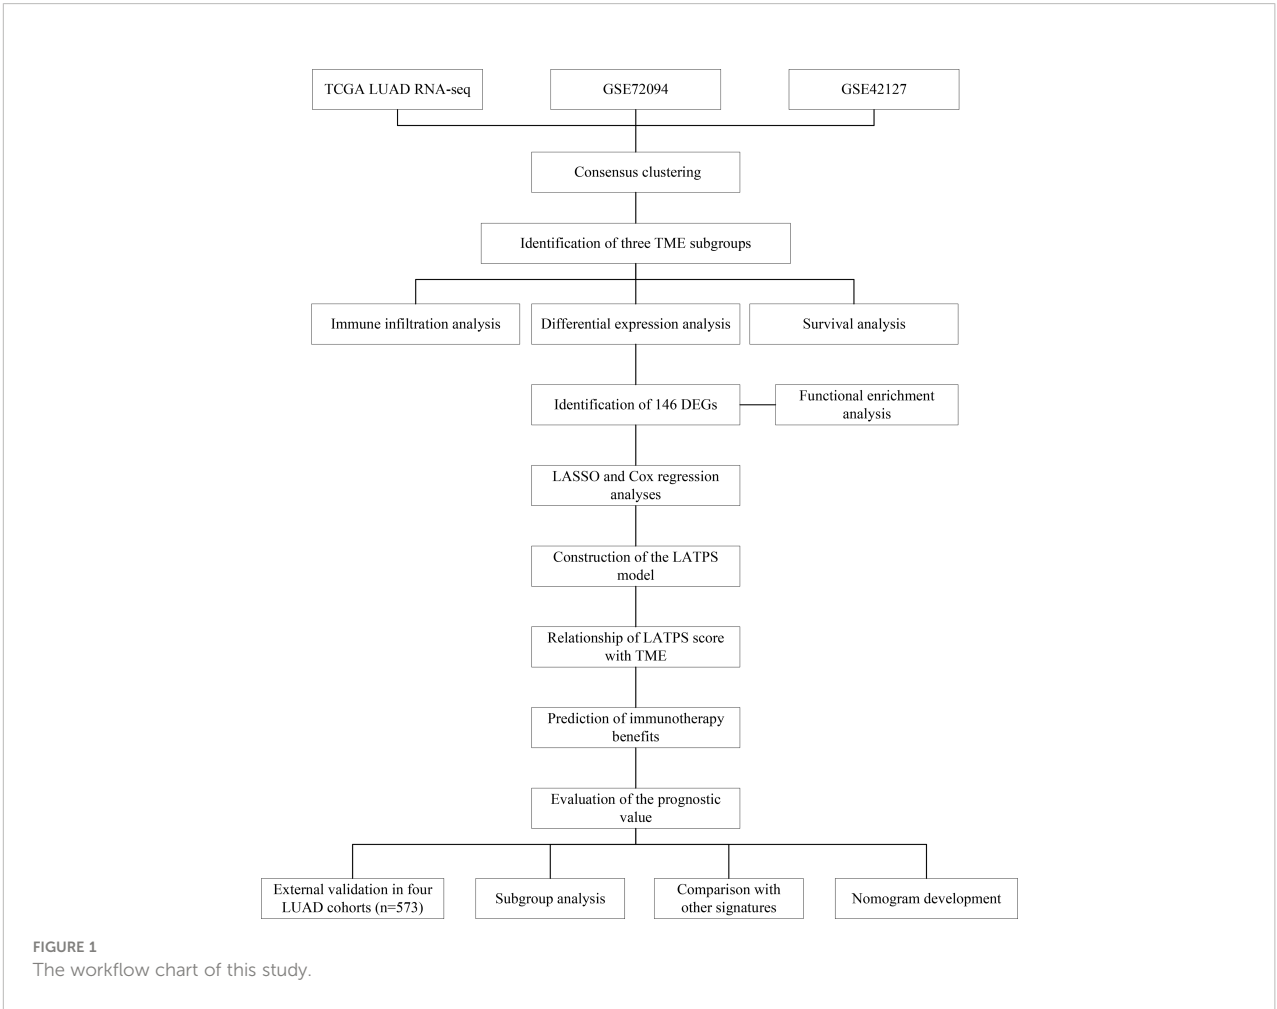 TCGA LUAD RNA-seq
GSE72094
GSE42127
Consensus clustering
Identification of three TME subgroups
Immune infiltration analysis
Differential expression analysis
Survival analysis
Identification of 146 DEGs
Functional enrichment
analysis
LASSO and Cox regression
analyses
Construction of the LATPS
model
Relationship of LATPS score
with TME
Prediction of immunotherapy
benefits
Evaluation of the prognostic
value
External validation in four
LUAD cohorts (n=573)
Subgroup analysis
Comparison with
other signatures
Nomogram development
FIGURE 1
The workflow chart of this study.